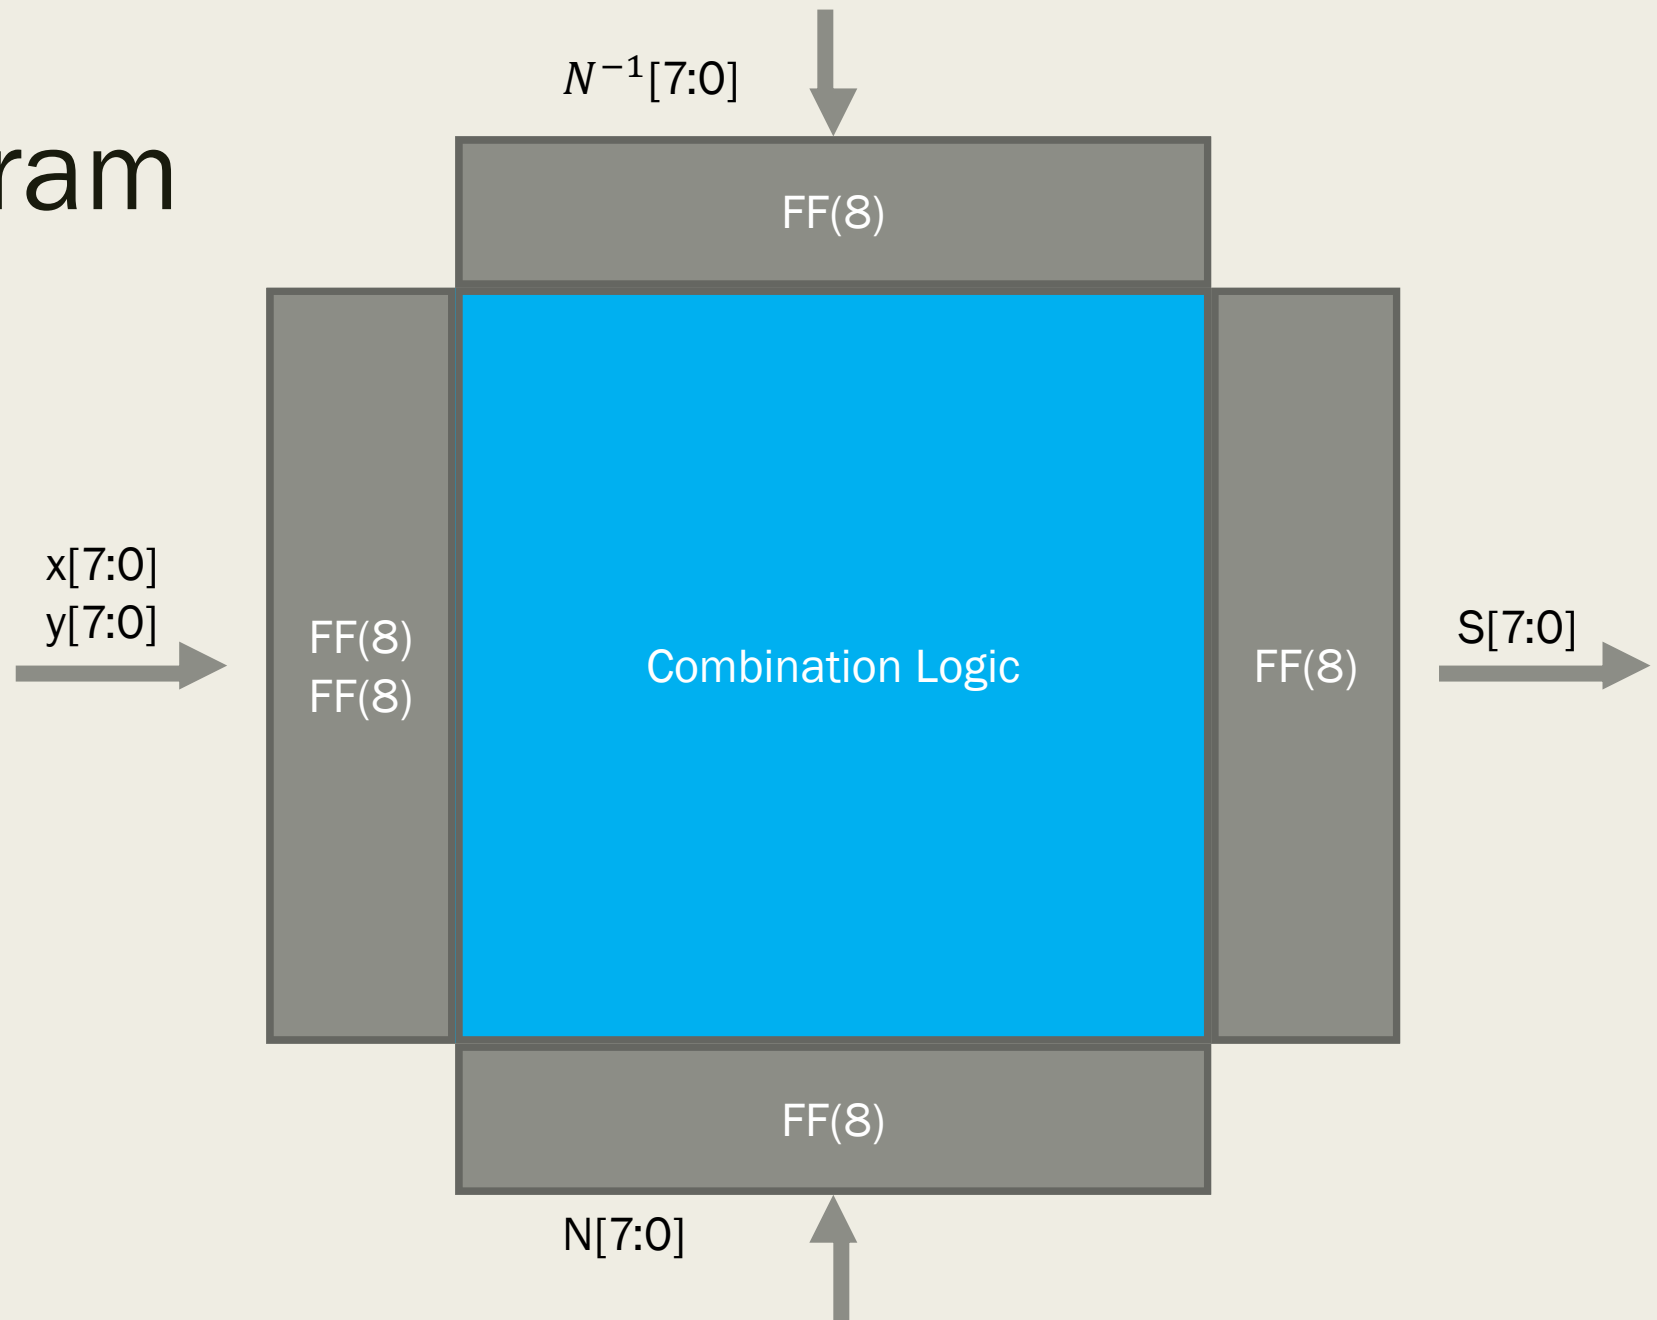 ram
N⁻¹[7:0]
FF(8)
x[7:0]
y[7:0]
FF(8)
FF(8)
Combination Logic
FF(8)
S[7:0]
FF(8)
N[7:0]